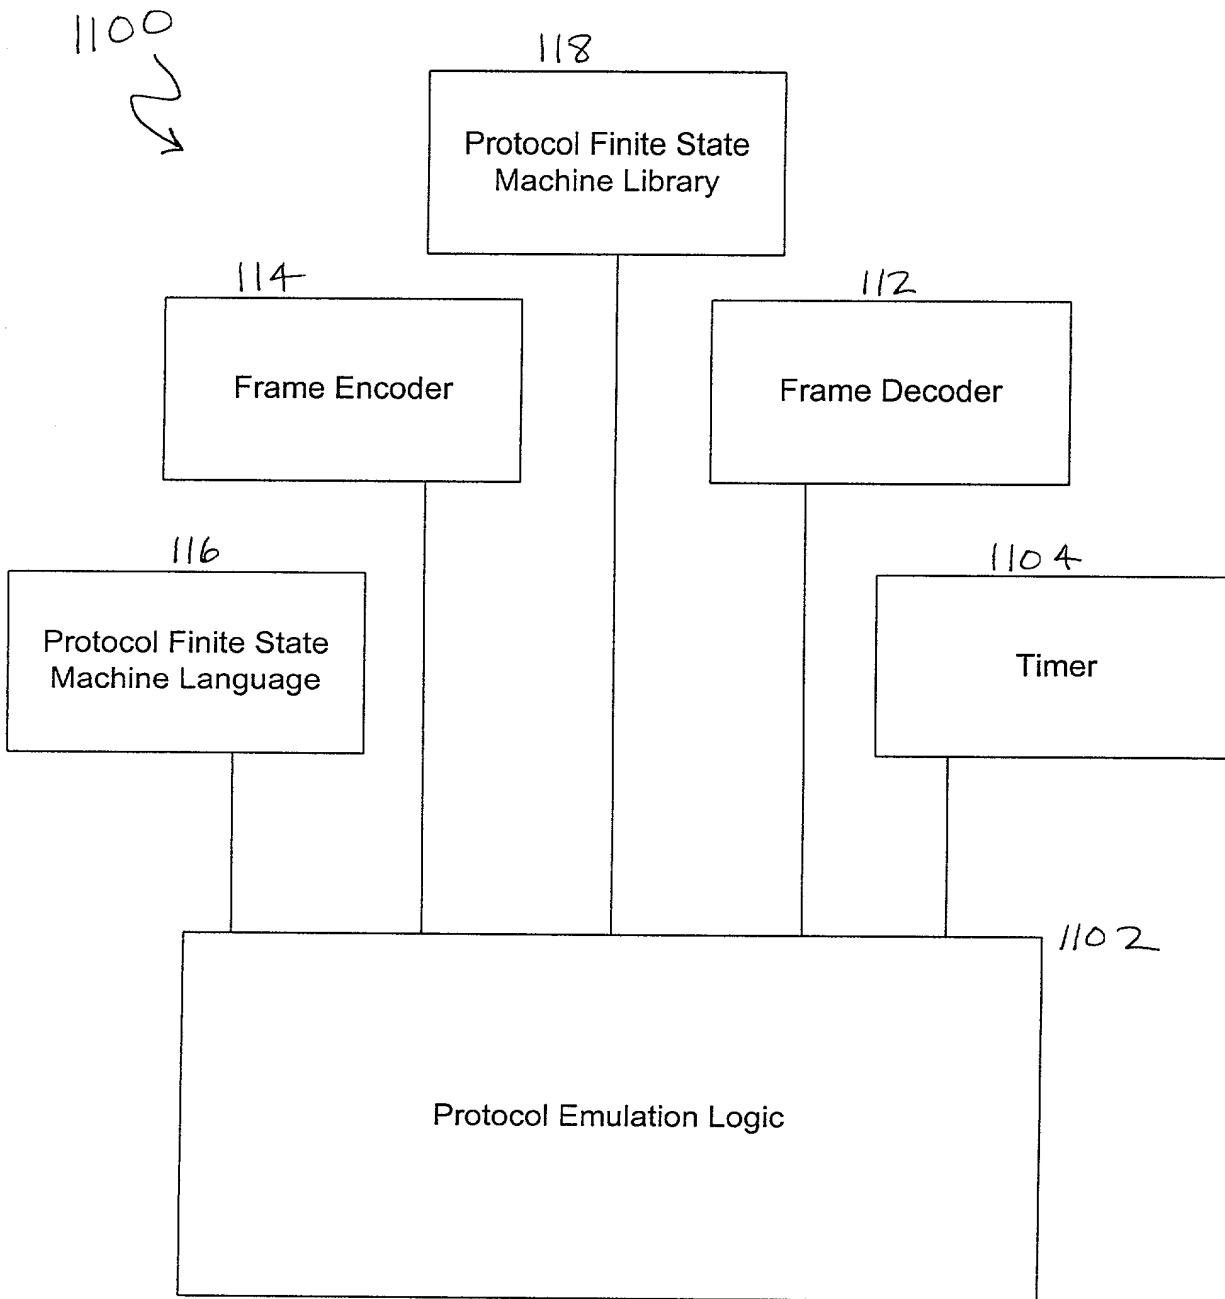 1100
118
Protocol Finite State
Machine Library
114
Frame Encoder
112
Frame Decoder
116
Protocol Finite State
Machine Language
1104
Timer
1102
Protocol Emulation Logic